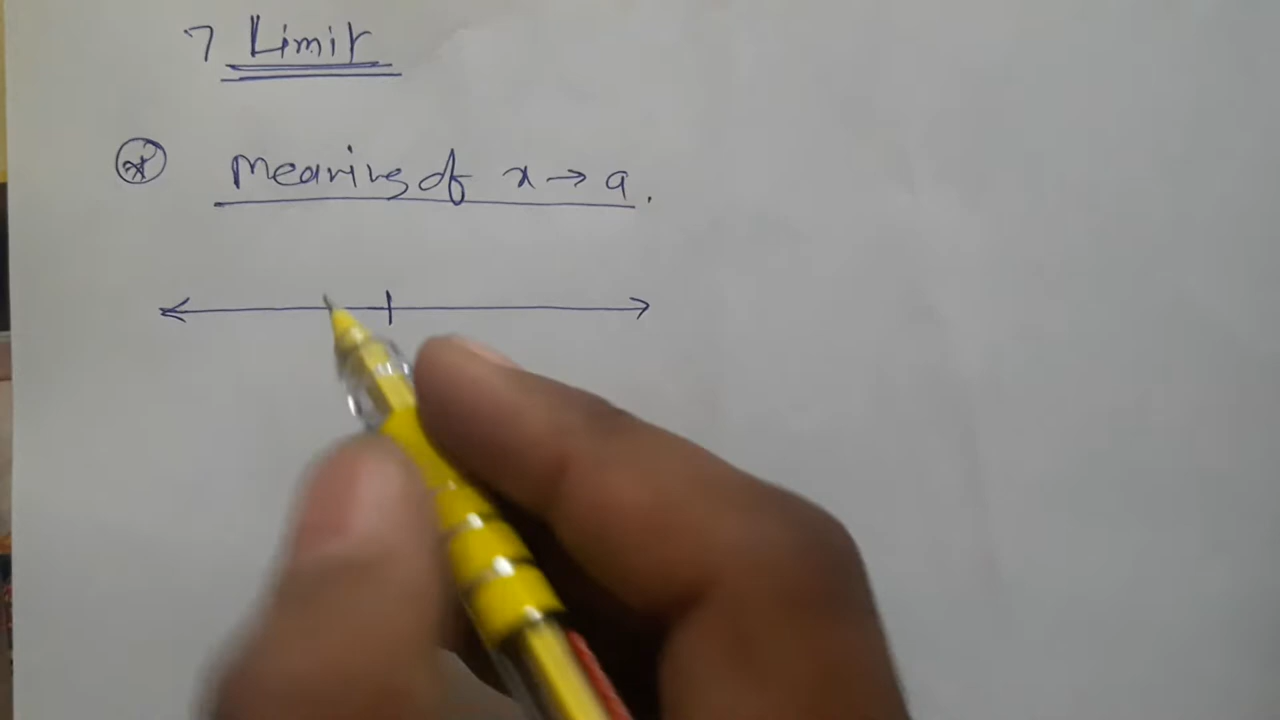 7 Limit
* Meaning of x → a.